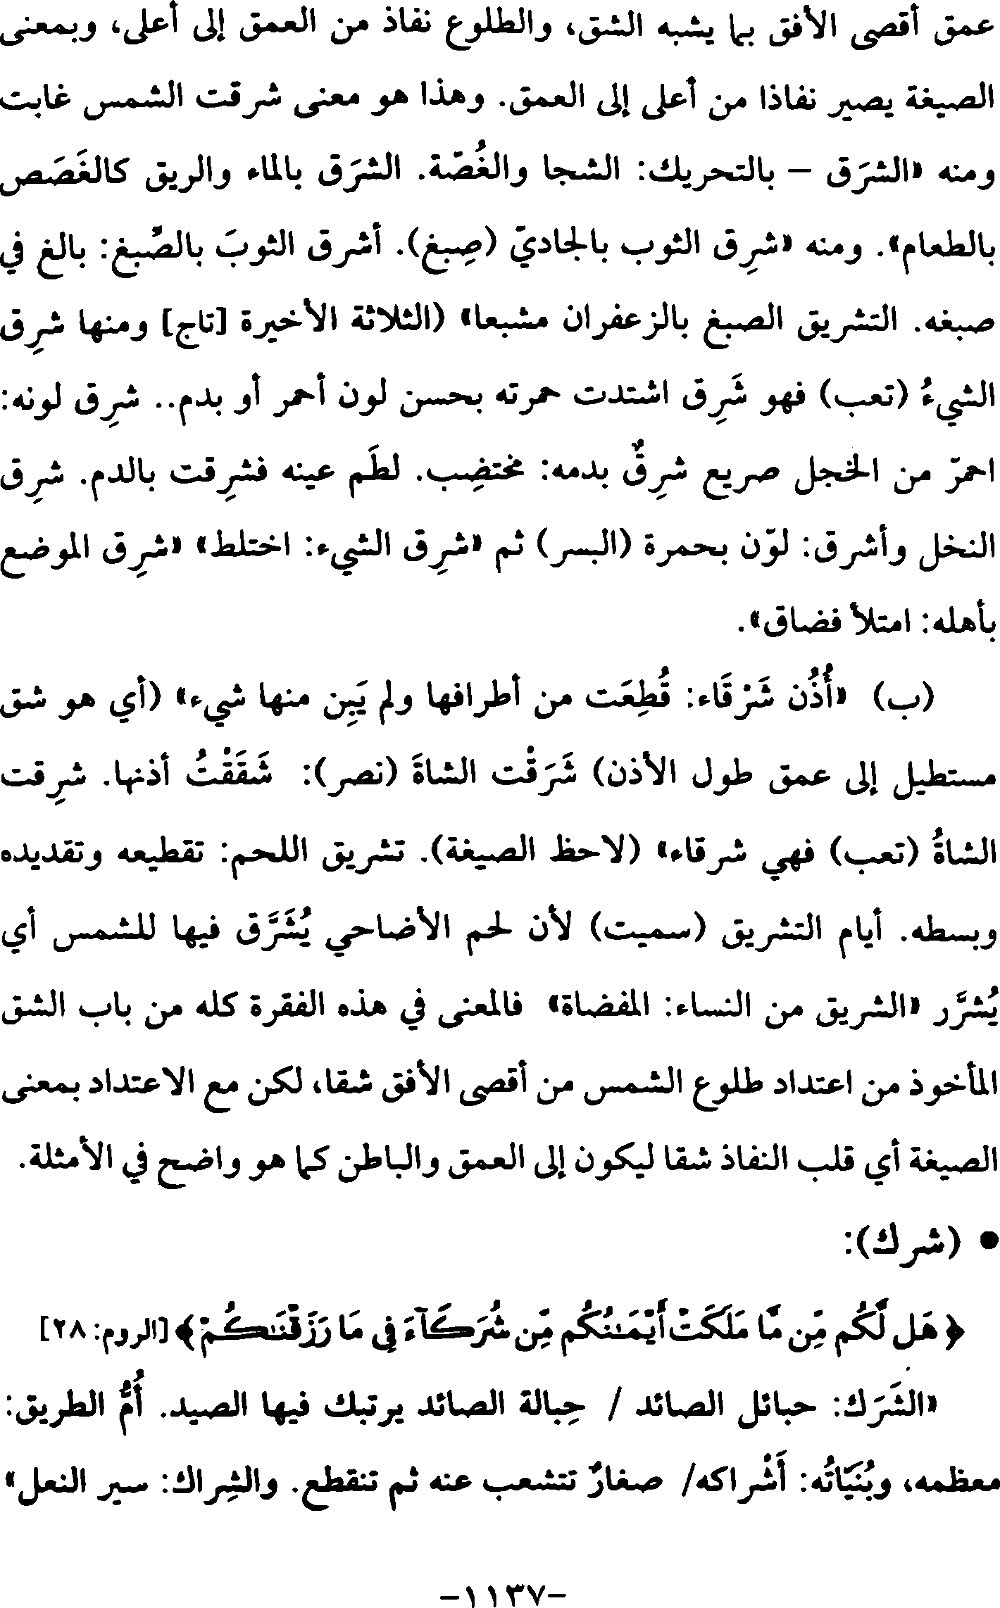 عمق أقصى الأفق بما يشبه الشق، والطلوع نفاذ من العمق إلى أعلى، وبمعنى
الصيغة يصير نفاذا من أعلى إلى العمق. وهذا هو معنى شرقت الشمس غابت
ومنه «الشرَق – بالتحريك: الشجا والغُصّة. الشرَق بالماء والريق كالغَصَص
بالطعام». ومنه «شرِق الثوب بالجاديّ (صِبغ). أشرق الثوبَ بالصِّبغ: بالغ في
صبغه. التشريق الصبغ بالزعفران مشبعا» (الثلاثة الأخيرة [تاج] ومنها شرِق
الشيءُ (تعب) فهو شَرِق اشتدت حمرته بحسن لون أحمر أو بدم.. شرِق لونه:
احمرّ من الخجل صريع شرِقٌ بدمه: مختضِب. لطَم عينه فشرِقت بالدم. شرِق
النخل وأشرق: لوّن بحمرة (البسر) ثم «شرِق الشيء: اختلط» «شرِق الموضع
بأهله: امتلأ فضاق».
(ب) «أُذُن شَرْقَاء: قُطِعَت من أطرافها ولم يَبِن منها شيء» (أي هو شق
مستطيل إلى عمق طول الأذن) شَرَقْت الشاةَ (نصر): شَقَقْتُ أذنها. شرِقت
الشاةُ (تعب) فهي شرقاء» (لاحظ الصيغة). تشريق اللحم: تقطيعه وتقديده
وبسطه. أيام التشريق (سميت) لأن لحم الأضاحي يُشَرَّق فيها للشمس أي
يُشرَّر «الشريق من النساء: المفضاة» فالمعنى في هذه الفقرة كله من باب الشق
المأخوذ من اعتداد طلوع الشمس من أقصى الأفق شقا، لكن مع الاعتداد بمعنى
الصيغة أي قلب النفاذ شقا ليكون إلى العمق والباطن كما هو واضح في الأمثلة.
● (شرك):
﴿هَل لَّكُم مِّن مَّا مَلَكَتْ أَيْمَـٰنُكُم مِّن شُرَكَآءَ فِى مَا رَزَقْنَـٰكُمْ﴾ [الروم: ٢٨]
«الشَرَك: حبائل الصائد / حِبالة الصائد يرتبك فيها الصيد. أُمُّ الطريق:
معظمه، وبُنَيّاتُه: أَشْراكه/ صغارٌ تتشعب عنه ثم تنقطع. والشِراك: سير النعل»
-١١٣٧-